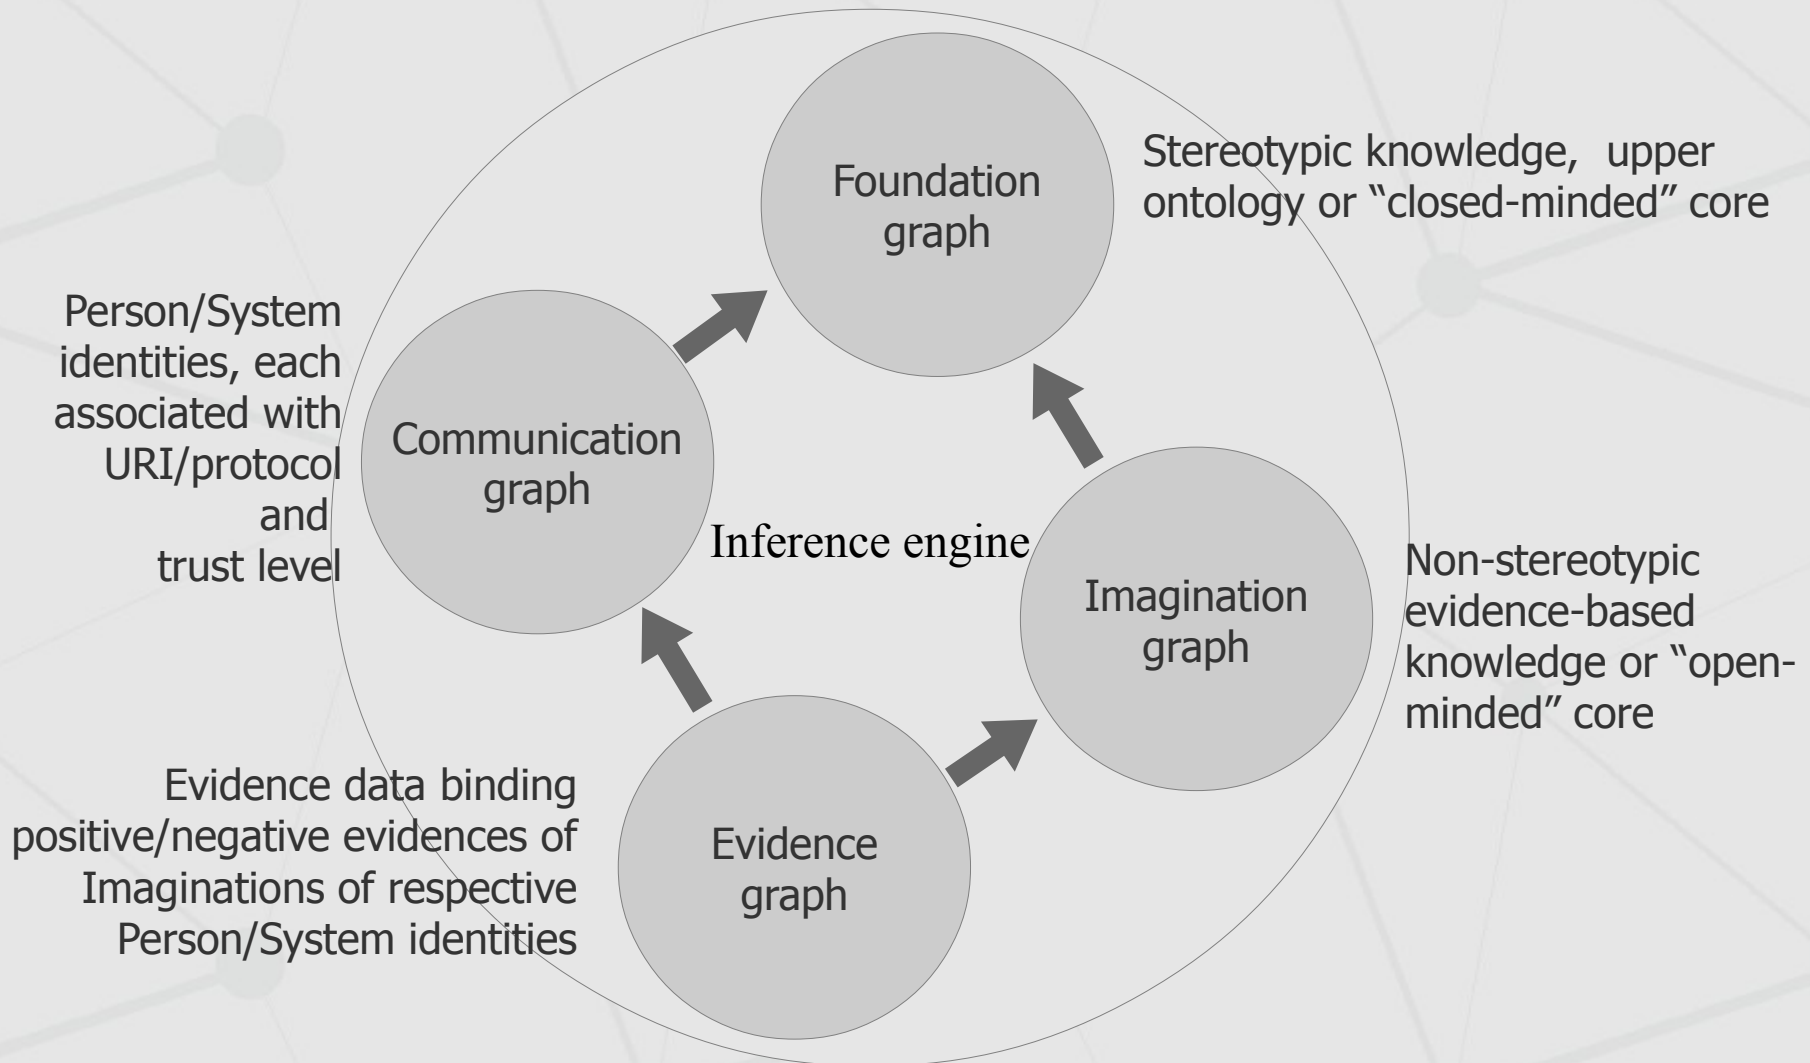 Foundation
graph
Stereotypic knowledge,  upper
ontology or “closed-minded” core
Person/System
identities, each
associated with
URI/protocol
and
trust level
Communication
graph
Inference engine
Imagination
graph
Non-stereotypic
evidence-based
knowledge or “open-
minded” core
Evidence data binding
positive/negative evidences of
Imaginations of respective
Person/System identities
Evidence
graph